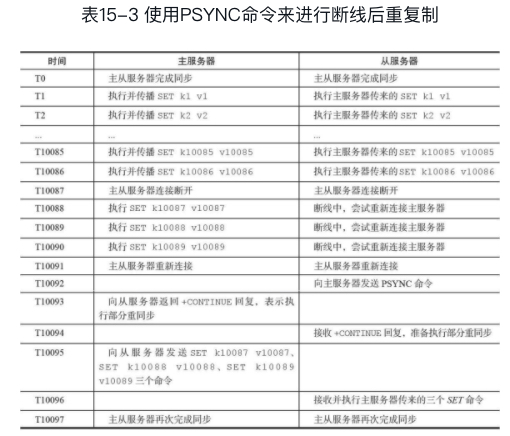 表15-3 使用PSYNC命令来进行断线后重复制
时间 主服务器 从服务器
T0 主从服务器完成同步 主从服务器完成同步
T1 执行并传播 SET k1 v1 执行主服务器传来的 SET k1 v1
T2 执行并传播 SET k2 v2 执行主服务器传来的 SET k2 v2
... ... ...
T10085 执行并传播 SET k10085 v10085 执行主服务器传来的 SET k10085 v10085
T10086 执行并传播 SET k10086 v10086 执行主服务器传来的 SET k10086 v10086
T10087 主从服务器连接断开 主从服务器连接断开
T10088 执行 SET k10087 v10087 断线中，尝试重新连接主服务器
T10089 执行 SET k10088 v10088 断线中，尝试重新连接主服务器
T10090 执行 SET k10089 v10089 断线中，尝试重新连接主服务器
T10091 主从服务器重新连接 主从服务器重新连接
T10092 向主服务器发送 PSYNC 命令
T10093 向从服务器返回 +CONTINUE 回复，表示执
行部分重同步
T10094 接收 +CONTINUE 回复，准备执行部分重同步
T10095 向从服务器发送 SET k10087 v10087、
SET k10088 v10088、SET k10089
v10089 三个命令
T10096 接收并执行主服务器传来的三个 SET 命令
T10097 主从服务器再次完成同步 主从服务器再次完成同步